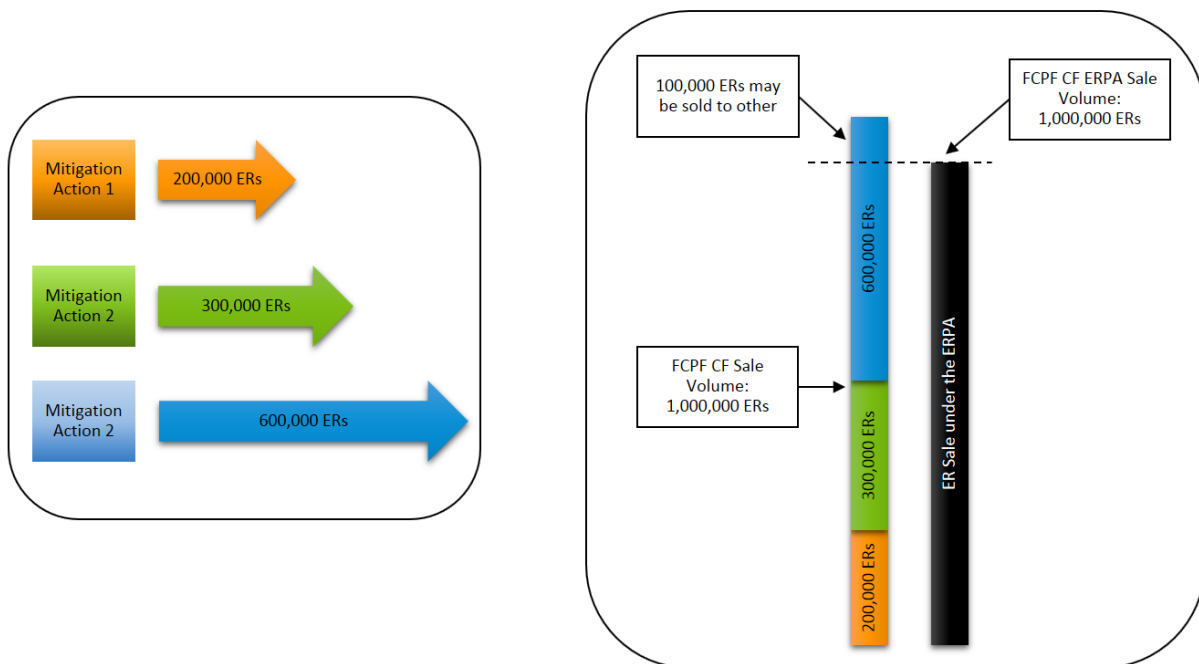 Mitigation
Action 1
200,000 ERs
Mitigation
Action 2
300,000 ERs
Mitigation
Action 2
600,000 ERs
100,000 ERs may
be sold to other
FCPF CF ERPA Sale
Volume:
1,000,000 ERs
600,000 ERs
FCPF CF Sale
Volume:
1,000,000 ERs
300,000 ERs
200,000 ERs
ER Sale under the ERPA